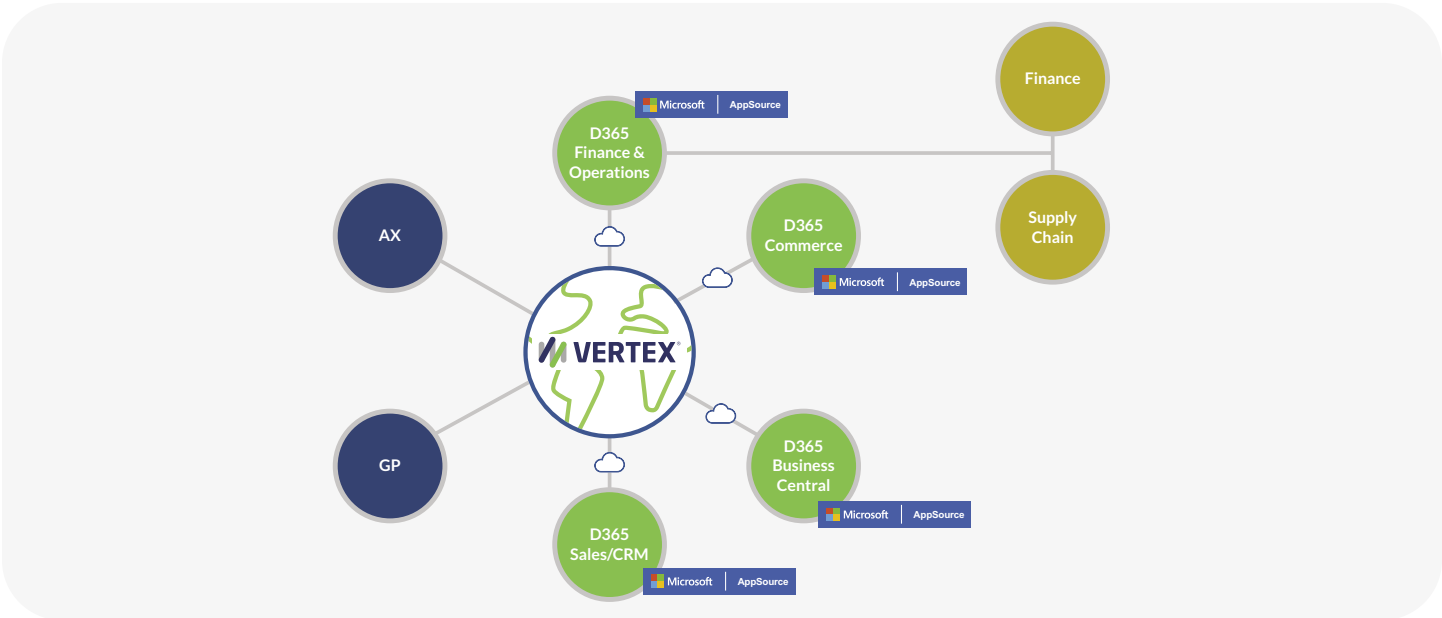 Finance
Microsoft | AppSource
D365
Finance &
Operations
Supply
Chain
AX
D365
Commerce
Microsoft | AppSource
VERTEX®
GP
D365
Business
Central
Microsoft | AppSource
D365
Sales/CRM
Microsoft | AppSource